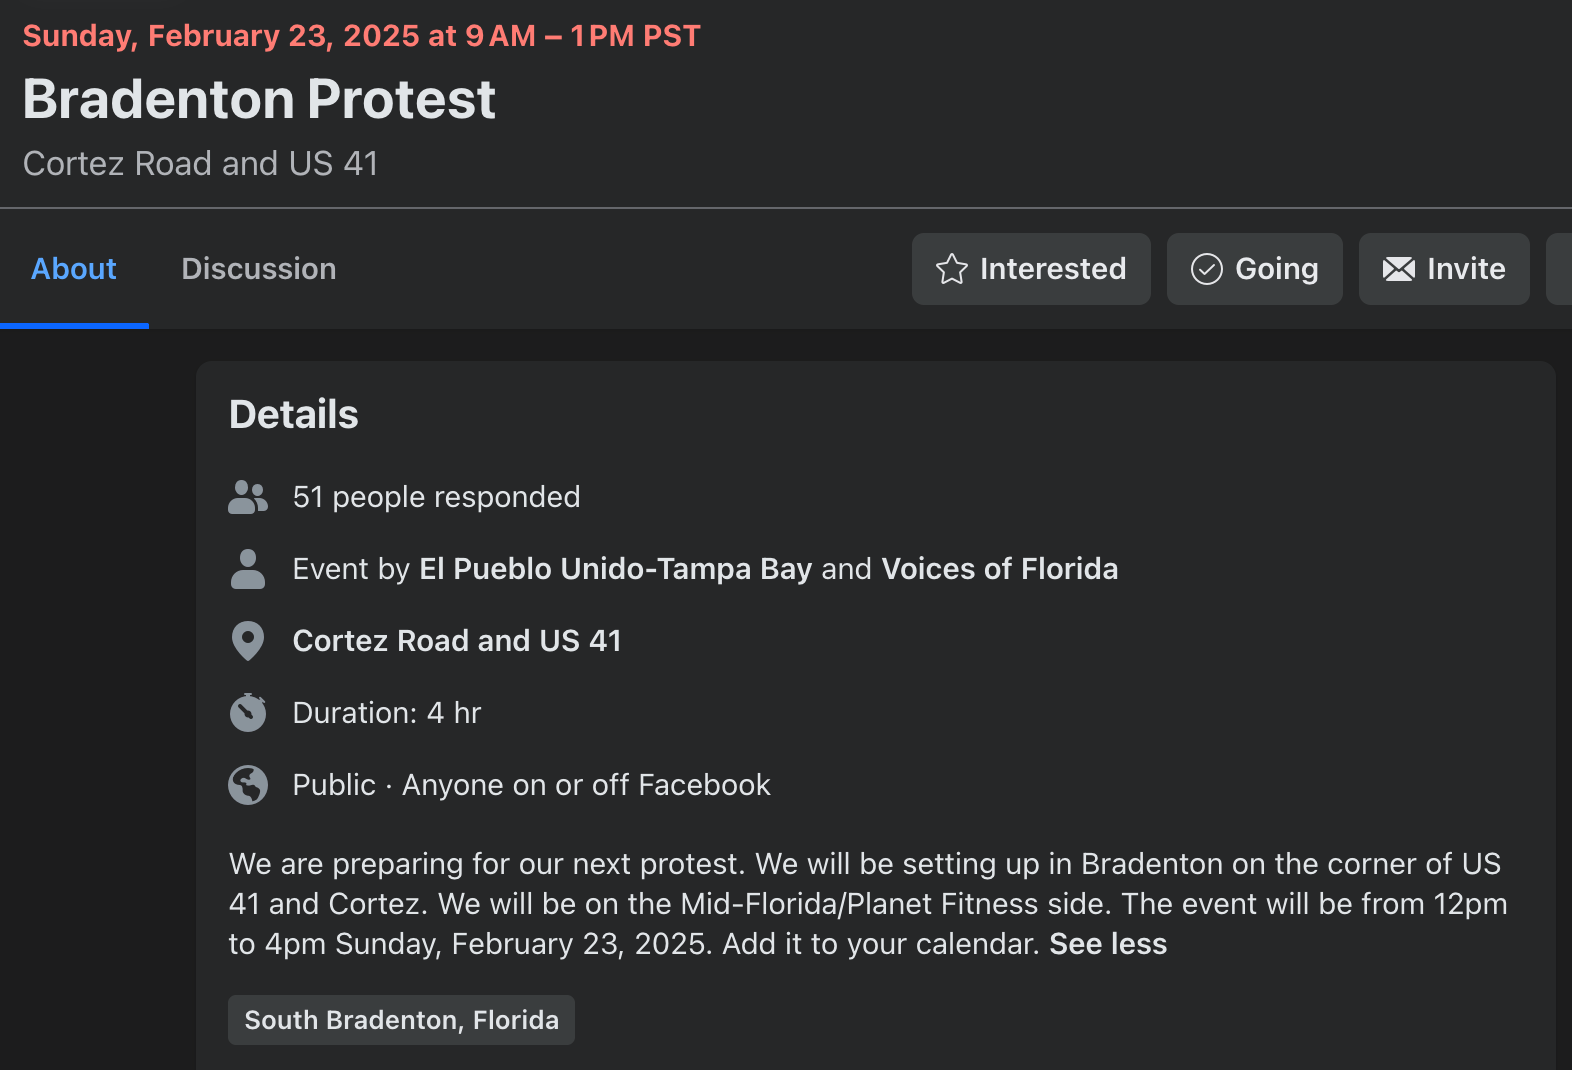 Sunday, February 23, 2025 at 9 AM – 1 PM PST
Bradenton Protest
Cortez Road and US 41
About
Discussion
Interested
Going
Invite
Details
51 people responded
Event by El Pueblo Unido-Tampa Bay and Voices of Florida
Cortez Road and US 41
Duration: 4 hr
Public · Anyone on or off Facebook
We are preparing for our next protest. We will be setting up in Bradenton on the corner of US
41 and Cortez. We will be on the Mid-Florida/Planet Fitness side. The event will be from 12pm
to 4pm Sunday, February 23, 2025. Add it to your calendar. See less
South Bradenton, Florida